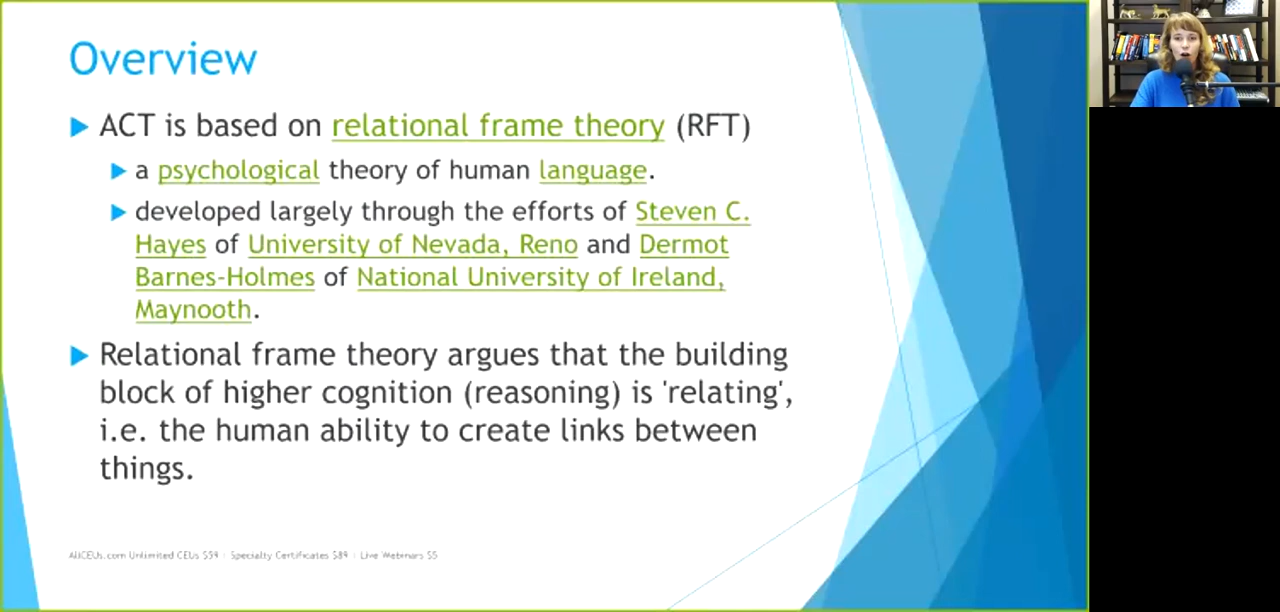 Overview
ACT is based on relational frame theory (RFT)
a psychological theory of human language.
developed largely through the efforts of Steven C.
Hayes of University of Nevada, Reno and Dermot
Barnes-Holmes of National University of Ireland,
Maynooth.
Relational frame theory argues that the building
block of higher cognition (reasoning) is 'relating',
i.e. the human ability to create links between
things.
AllCEUs.com Unlimited CEUs $59 | Specialty Certificates $89 | Live Webinars $5